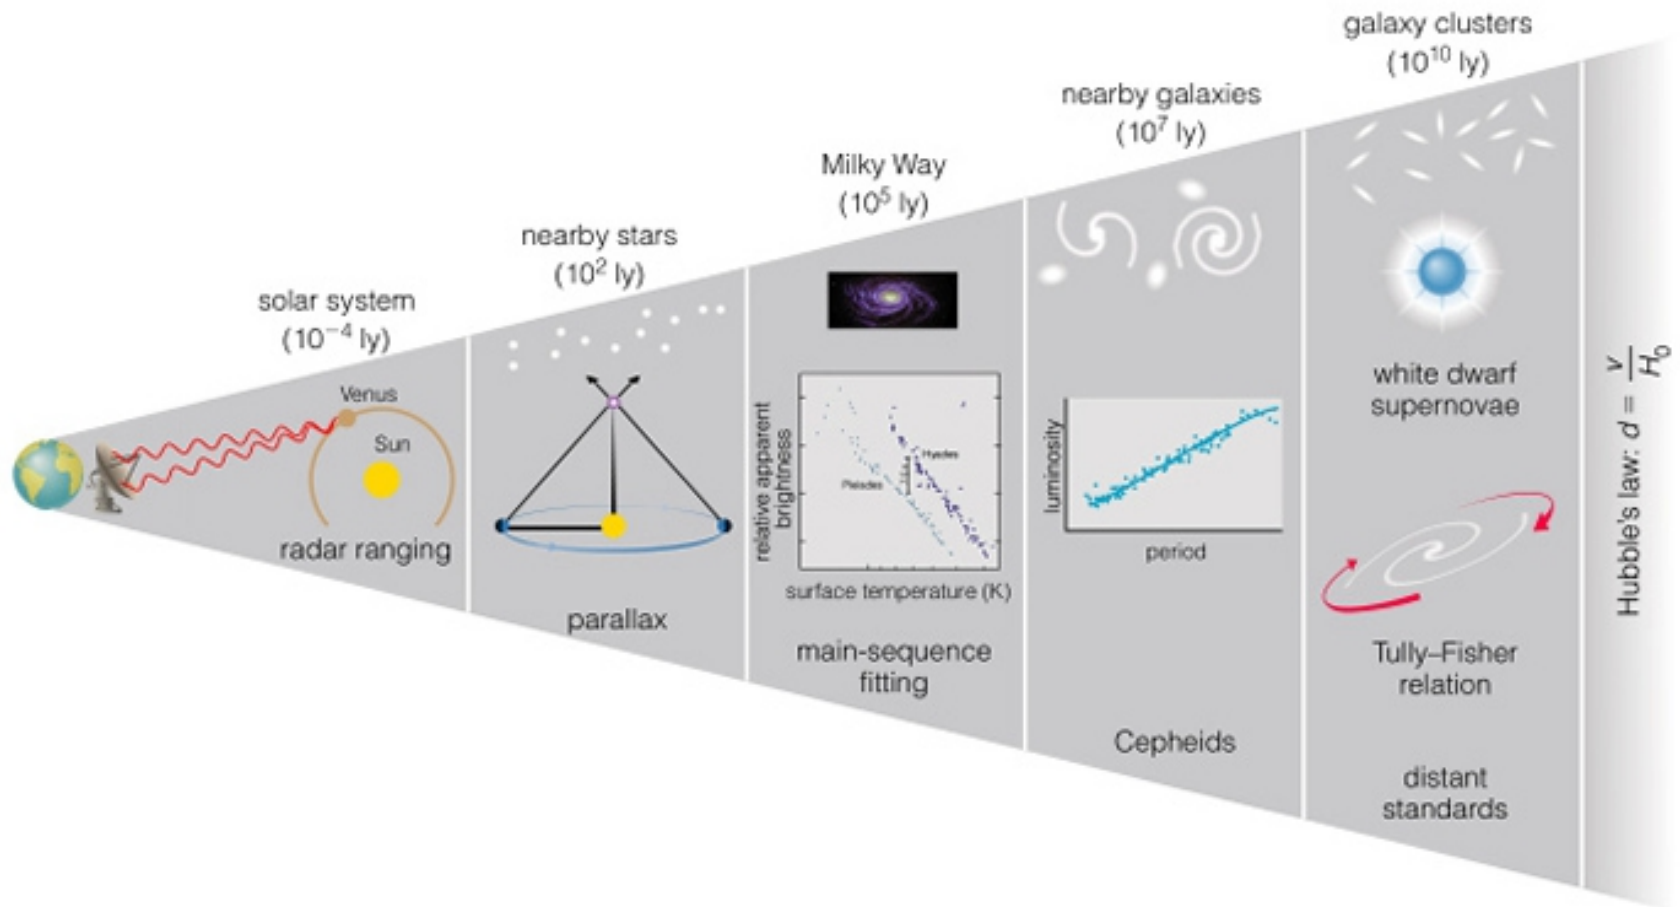 solar system
(10⁻⁴ ly)
Venus
Sun
radar ranging
nearby stars
(10² ly)
parallax
Milky Way
(10⁵ ly)
relative apparent
brightness
Hyades
Pleiades
surface temperature (K)
main-sequence
fitting
nearby galaxies
(10⁷ ly)
luminosity
period
Cepheids
galaxy clusters
(10¹⁰ ly)
white dwarf
supernovae
Tully–Fisher
relation
distant
standards
Hubble's law: d = v/H₀